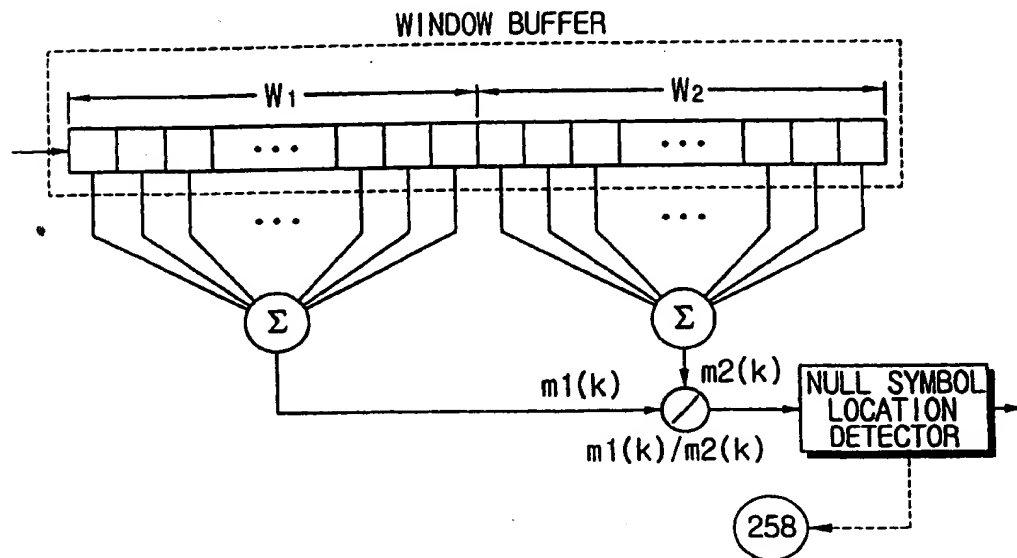 WINDOW BUFFER
W1 W2
... ...
... ...
Σ Σ
m1(k) m2(k)
m1(k)/m2(k)
NULL SYMBOL
LOCATION
DETECTOR
258